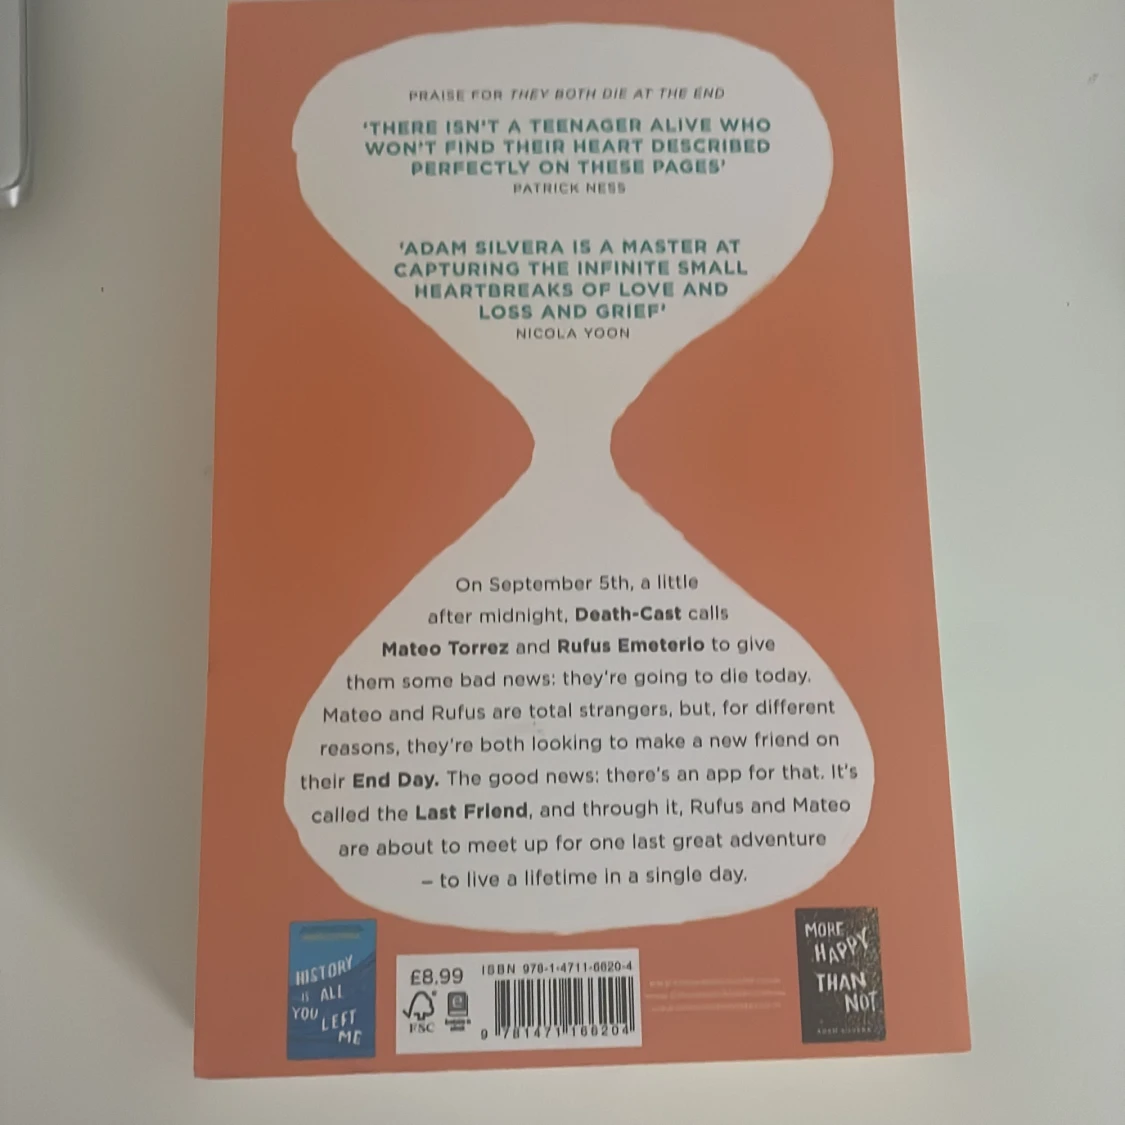 PRAISE FOR THEY BOTH DIE AT THE END
‘THERE ISN’T A TEENAGER ALIVE WHO
WON’T FIND THEIR HEART DESCRIBED
PERFECTLY ON THESE PAGES’
PATRICK NESS
‘ADAM SILVERA IS A MASTER AT
CAPTURING THE INFINITE SMALL
HEARTBREAKS OF LOVE AND
LOSS AND GRIEF’
NICOLA YOON
On September 5th, a little
after midnight, Death-Cast calls
Mateo Torrez and Rufus Emeterio to give
them some bad news: they’re going to die today.
Mateo and Rufus are total strangers, but, for different
reasons, they’re both looking to make a new friend on
their End Day. The good news: there’s an app for that. It’s
called the Last Friend, and through it, Rufus and Mateo
are about to meet up for one last great adventure
– to live a lifetime in a single day.
HISTORY
IS ALL
YOU
LEFT
ME
£8.99
FSC
ISBN 978-1-4711-6620-4
9 781471 166204
MORE
HAPPY
THAN
NOT
ADAM SILVERA